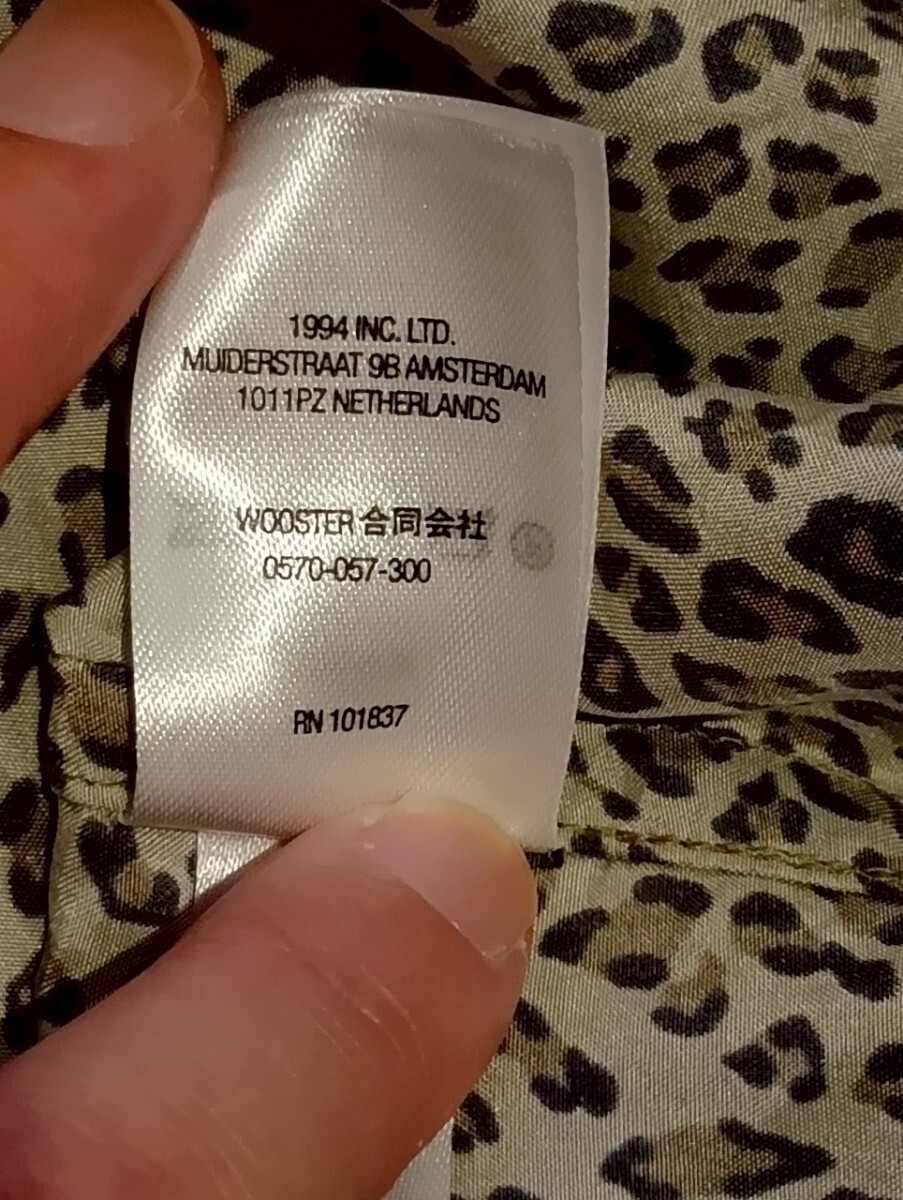 1994 INC. LTD.
MUIDERSTRAAT 9B AMSTERDAM
1011PZ NETHERLANDS
WOOSTER 合同会社
0570-057-300
RN 101837